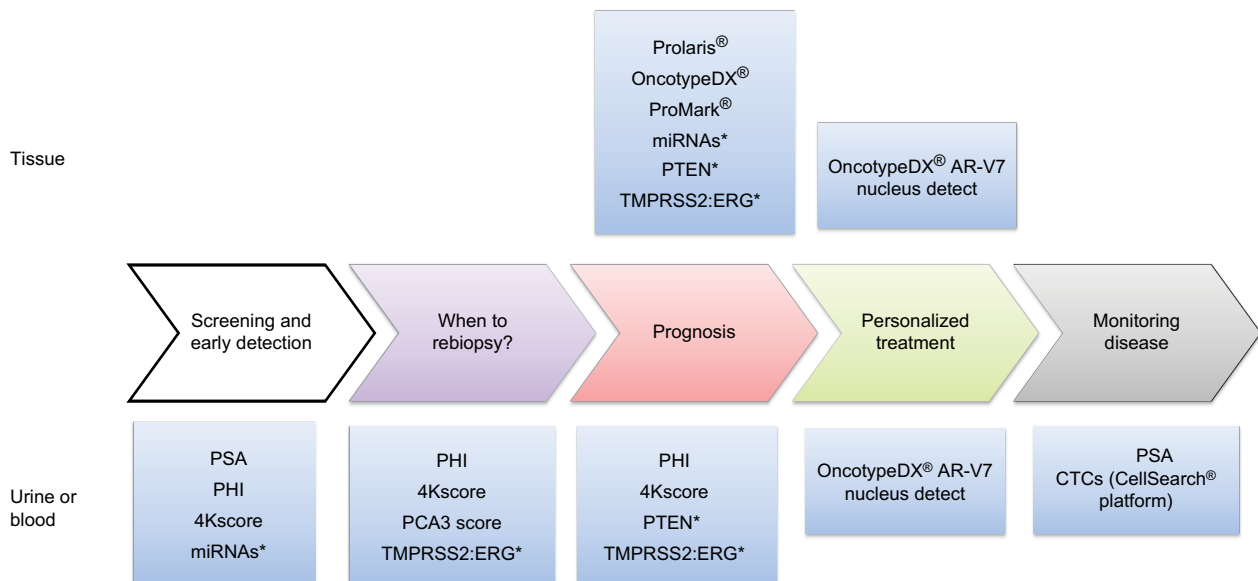 Tissue
Prolaris®
OncotypeDX®
ProMark®
miRNAs*
PTEN*
TMPRSS2:ERG*
OncotypeDX® AR-V7
nucleus detect
Screening and
early detection
When to
rebiopsy?
Prognosis
Personalized
treatment
Monitoring
disease
Urine or
blood
PSA
PHI
4Kscore
miRNAs*
PHI
4Kscore
PCA3 score
TMPRSS2:ERG*
PHI
4Kscore
PTEN*
TMPRSS2:ERG*
OncotypeDX® AR-V7
nucleus detect
PSA
CTCs (CellSearch®
platform)